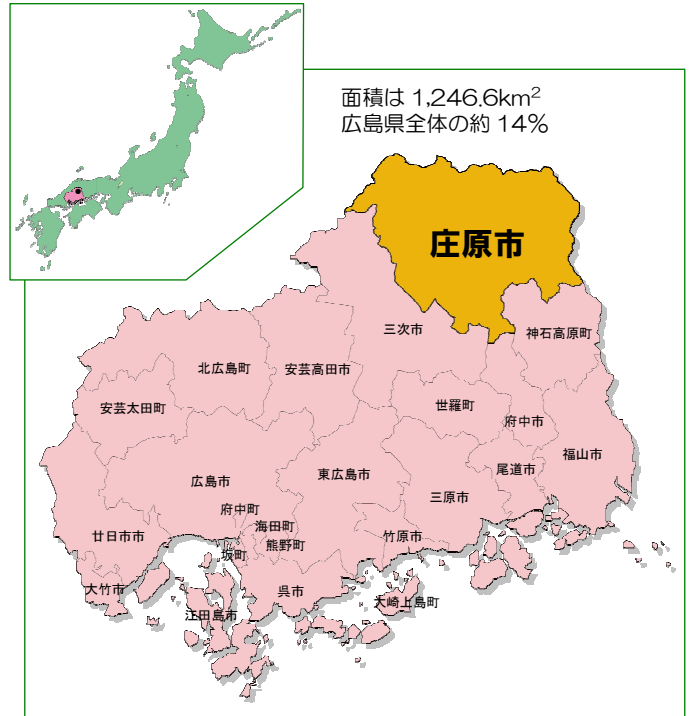 面積は 1,246.6km²
広島県全体の約 14%
庄原市
三次市
神石高原町
北広島町
安芸高田市
安芸太田町
世羅町
府中市
福山市
広島市
東広島市
尾道市
三原市
府中町
海田町
廿日市市
熊野町
竹原市
坂町
大竹市
呉市
江田島市
大崎上島町